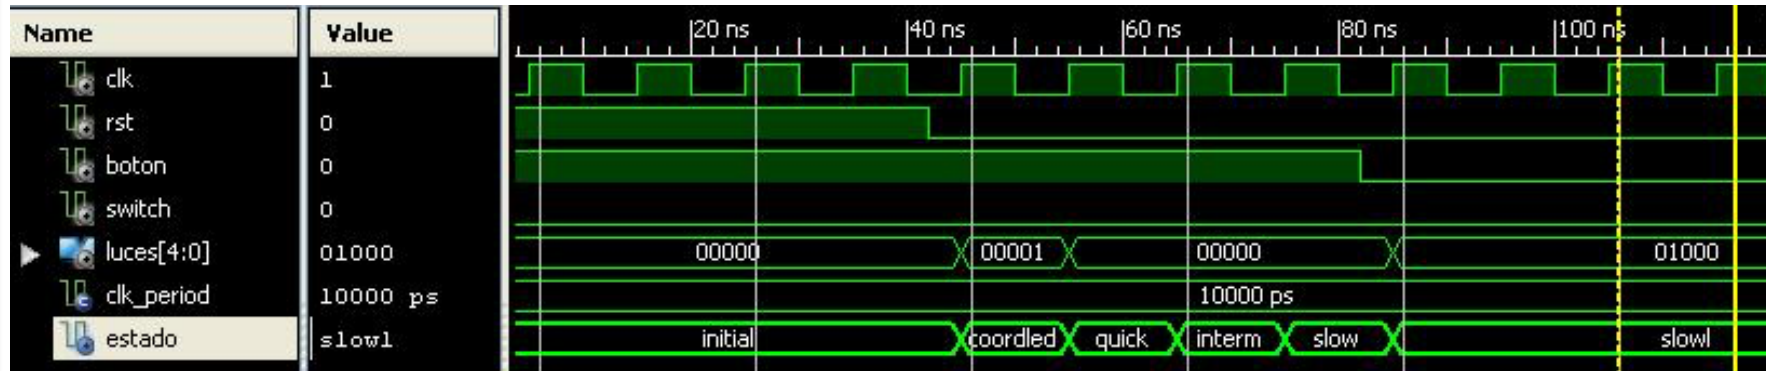 Name Value 20 ns 40 ns 60 ns 80 ns 100 ns
clk 1
rst 0
boton 0
switch 0
luces[4:0] 01000 00000 00001 00000 01000
clk_period 10000 ps 10000 ps
estado slowl initial coordled quick interm slow slowl